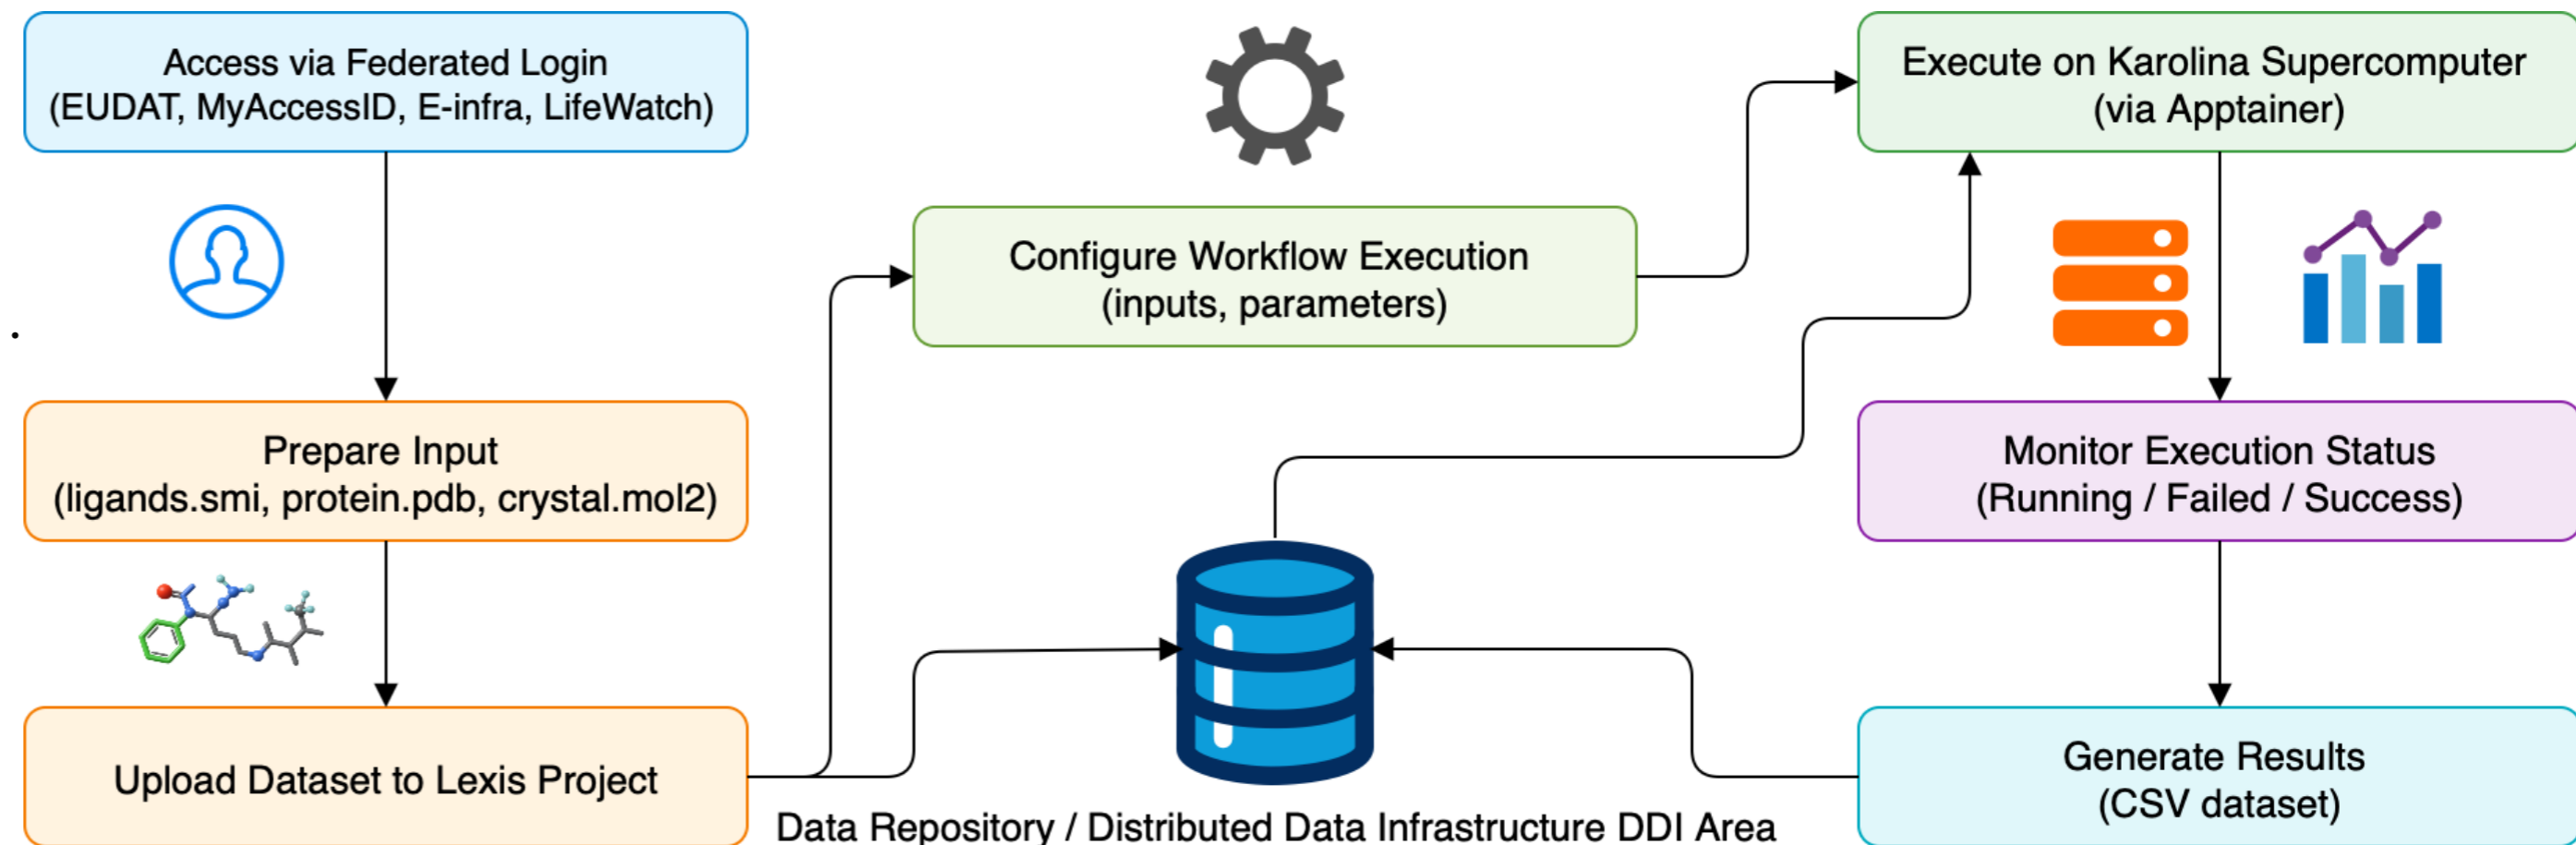 Access via Federated Login
(EUDAT, MyAccessID, E-infra, LifeWatch)
Prepare Input
(ligands.smi, protein.pdb, crystal.mol2)
Upload Dataset to Lexis Project
Configure Workflow Execution
(inputs, parameters)
Data Repository / Distributed Data Infrastructure DDI Area
Execute on Karolina Supercomputer
(via Apptainer)
Monitor Execution Status
(Running / Failed / Success)
Generate Results
(CSV dataset)